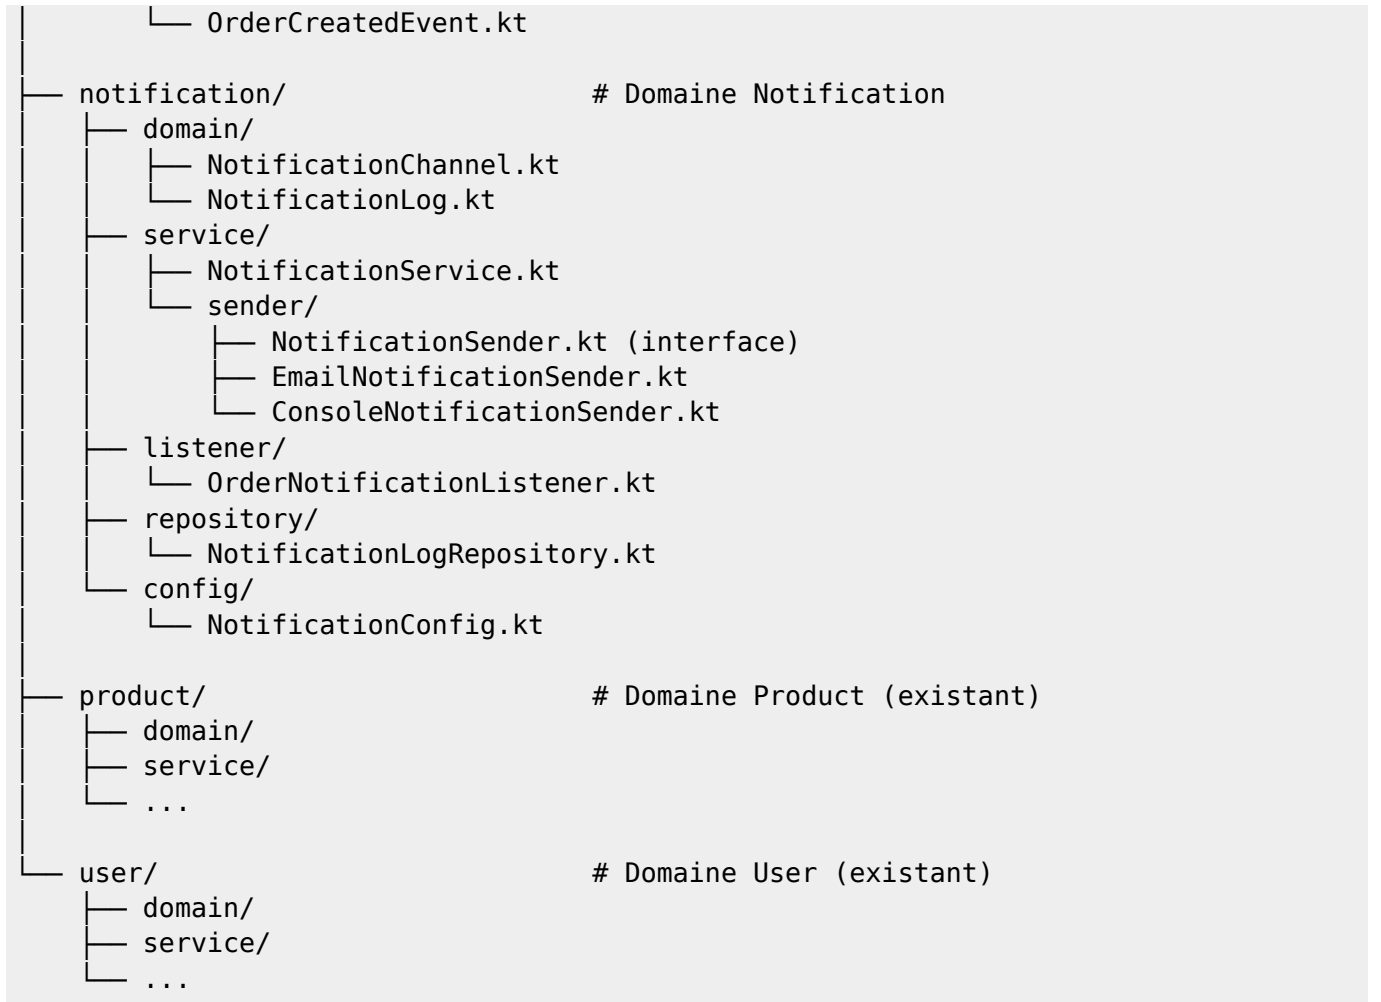 │       └── OrderCreatedEvent.kt
│
├── notification/                   # Domaine Notification
│   ├── domain/
│   │   ├── NotificationChannel.kt
│   │   └── NotificationLog.kt
│   ├── service/
│   │   ├── NotificationService.kt
│   │   └── sender/
│   │       ├── NotificationSender.kt (interface)
│   │       ├── EmailNotificationSender.kt
│   │       └── ConsoleNotificationSender.kt
│   ├── listener/
│   │   └── OrderNotificationListener.kt
│   ├── repository/
│   │   └── NotificationLogRepository.kt
│   └── config/
│       └── NotificationConfig.kt
│
├── product/                        # Domaine Product (existant)
│   ├── domain/
│   ├── service/
│   └── ...
│
└── user/                           # Domaine User (existant)
    ├── domain/
    ├── service/
    └── ...